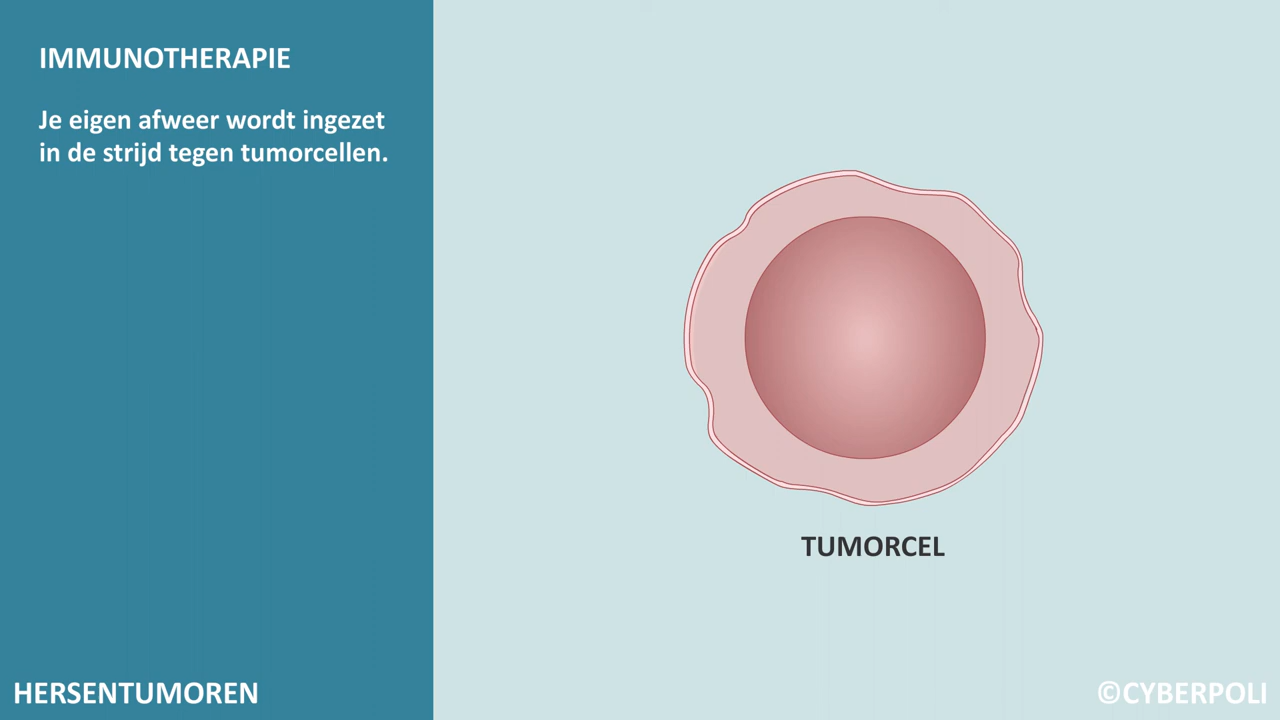 IMMUNOTHERAPIE
Je eigen afweer wordt ingezet
in de strijd tegen tumorcellen.
TUMORCEL
HERSENTUMOREN
©CYBERPOLI